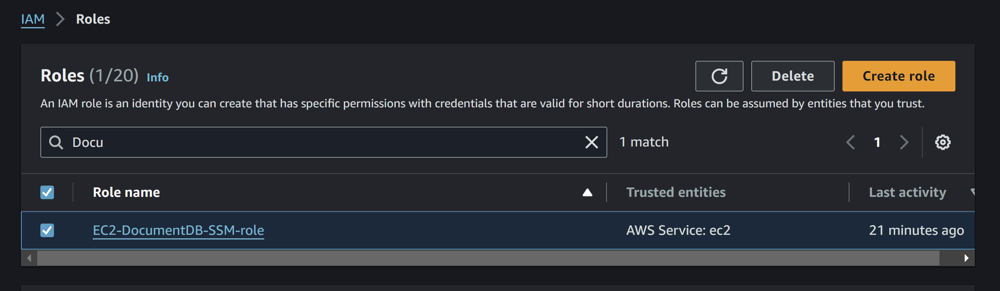 IAM > Roles
Roles (1/20) Info
Delete
Create role
An IAM role is an identity you can create that has specific permissions with credentials that are valid for short durations. Roles can be assumed by entities that you trust.
Docu
1 match
1
Role name
Trusted entities
Last activity
EC2-DocumentDB-SSM-role
AWS Service: ec2
21 minutes ago